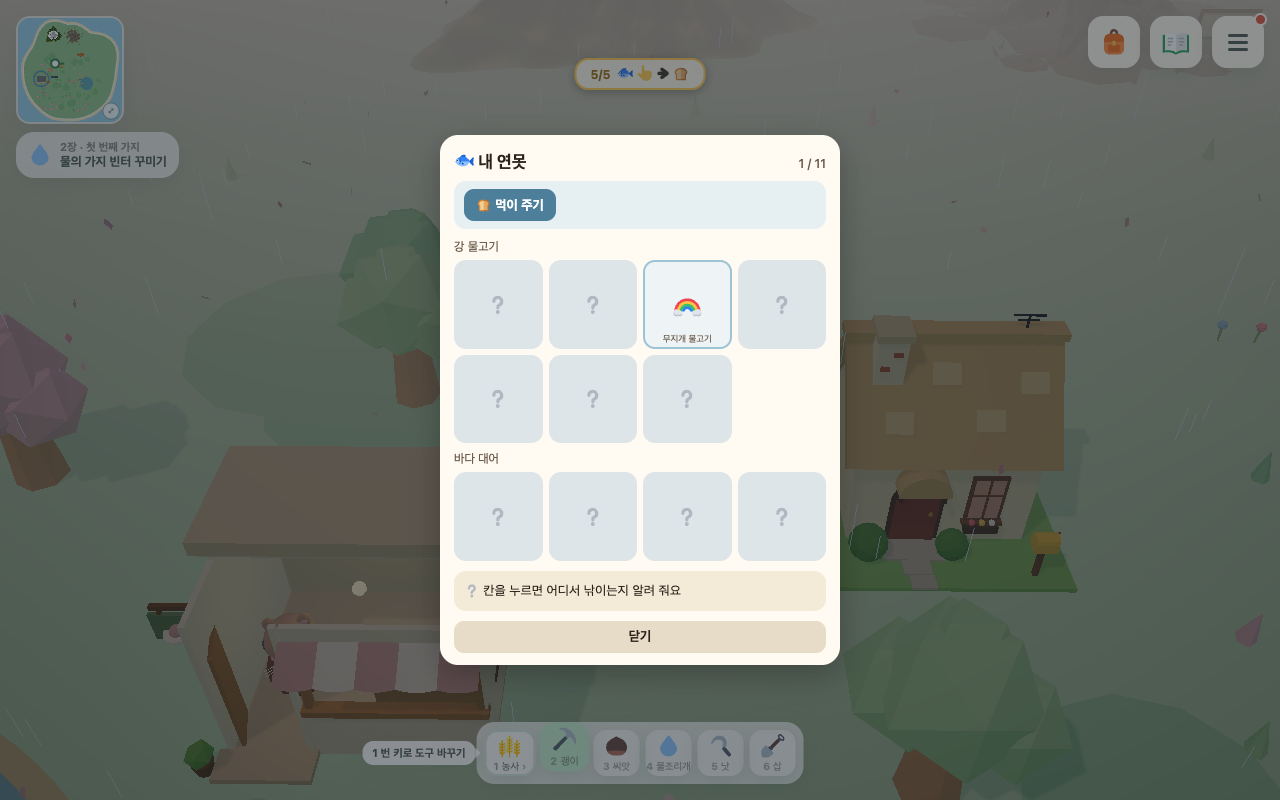 5/5
2장 · 첫 번째 가지
물의 가지 빈터 꾸미기
내 연못
1 / 11
먹이 주기
강 물고기
?
?
무지개 물고기
?
?
?
?
바다 대어
?
?
?
?
? 칸을 누르면 어디서 낚이는지 알려 줘요
닫기
1 번 키로 도구 바꾸기
1 농사 ›
2 괭이
3 씨앗
4 물조리개
5 낫
6 삽